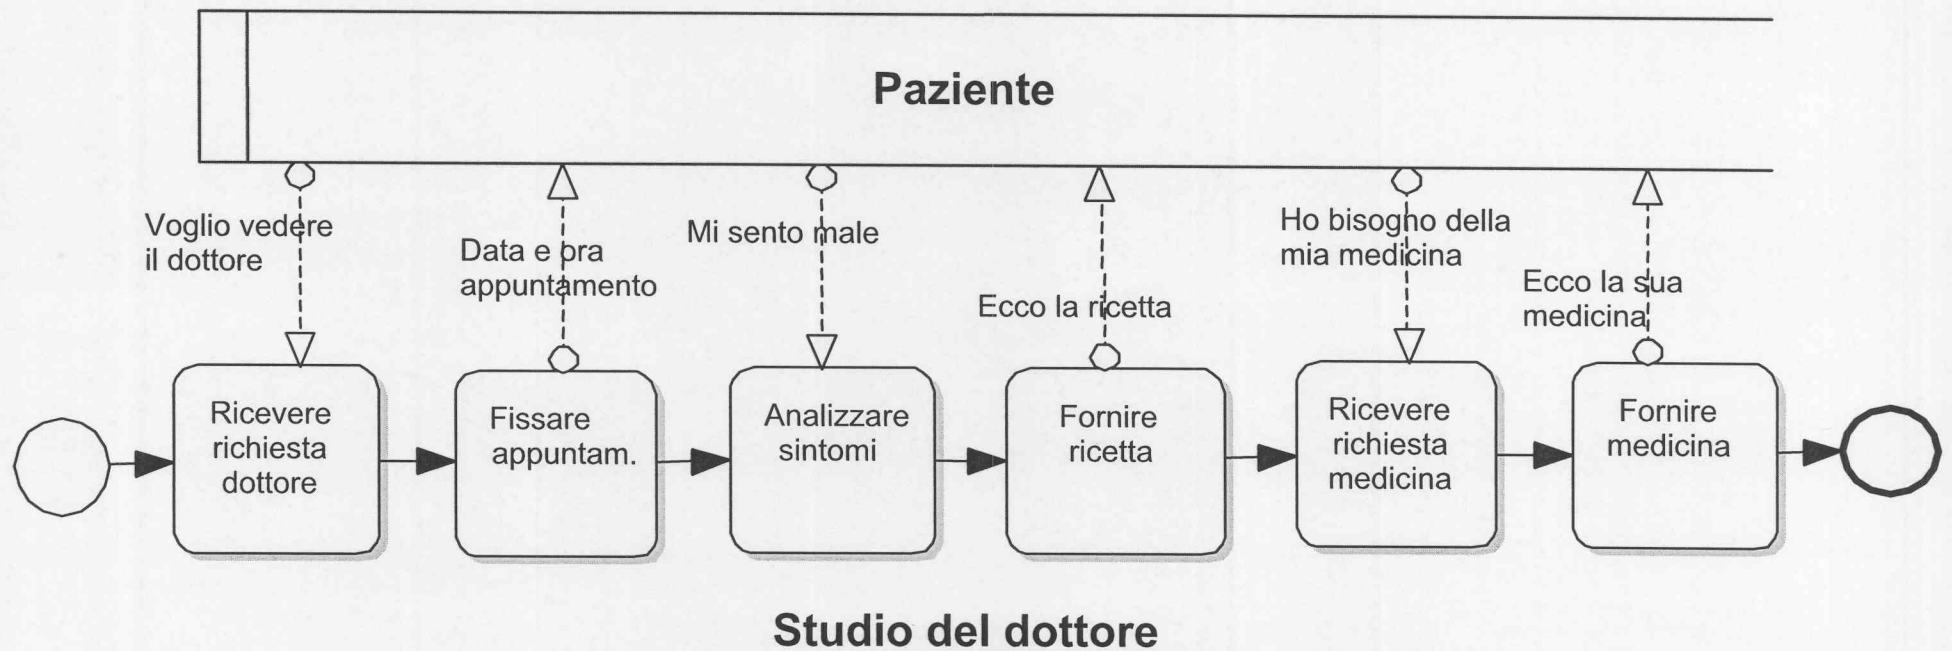 Paziente
Voglio vedere
il dottore
Data e ora
appuntamento
Mi sento male
Ecco la ricetta
Ho bisogno della
mia medicina
Ecco la sua
medicina
Ricevere
richiesta
dottore
Fissare
appuntam.
Analizzare
sintomi
Fornire
ricetta
Ricevere
richiesta
medicina
Fornire
medicina
Studio del dottore